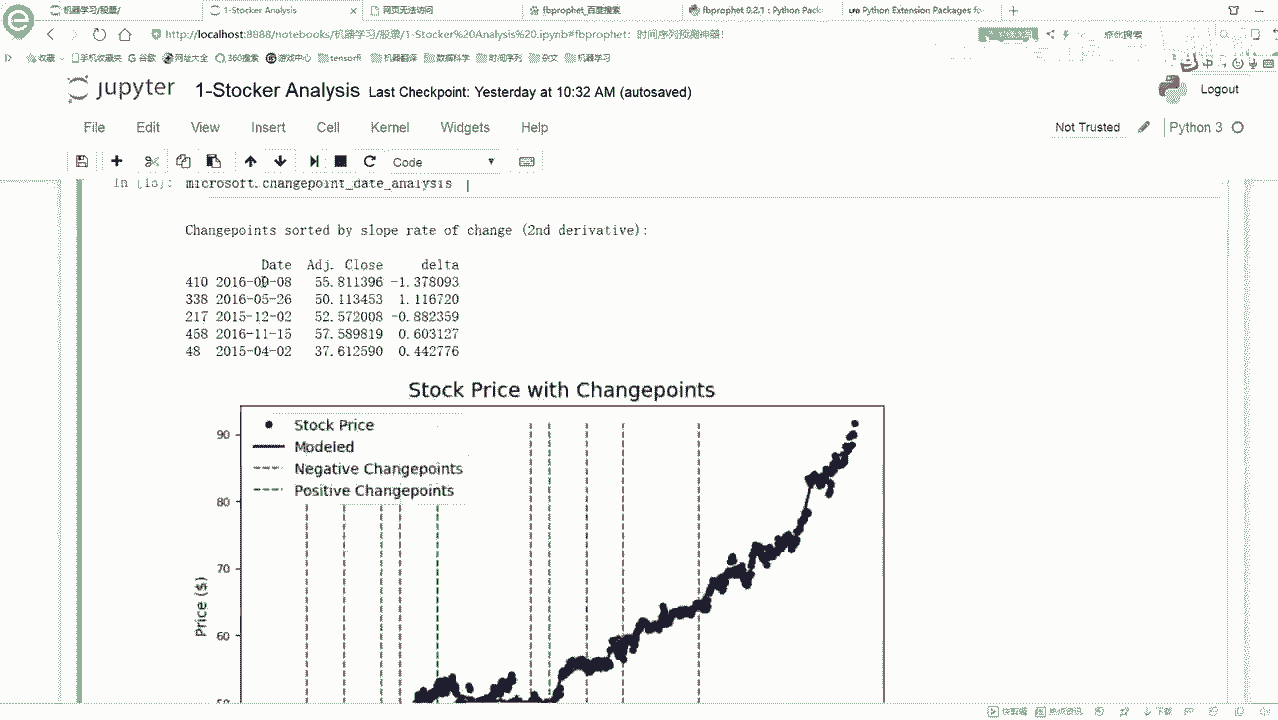 机器学习/股票/
1-Stocker Analysis
网页无法访问
fbprophet_百度搜索
fbprophet 0.2.1 : Python Pack
Python Extension Packages fo
机器学习/股票/1-Stocker%20Analysis%20.ipynb#fbprophet：时间序列预测神器!
收藏 手机收藏夹 谷歌 网址大全 360搜索 游戏中心 机器翻译 数据科学 时间序列 杂文 机器学习
jupyter 1-Stocker Analysis Last Checkpoint: Yesterday at 10:32 AM (autosaved)
Logout
File Edit View Insert Cell Kernel Widgets Help
Not Trusted
Python 3
Code
microsoft.changepoint_date_analysis
Changepoints sorted by slope rate of change (2nd derivative):
Date Adj. Close delta
410 2016-09-08 55.811396 -1.378093
338 2016-05-26 50.113453 1.116720
217 2015-12-02 52.572008 -0.882359
458 2016-11-15 57.589819 0.603127
48 2015-04-02 37.612590 0.442776
Stock Price with Changepoints
Stock Price
Modeled
Negative Changepoints
Positive Changepoints
90
80
70
60
Price ($)